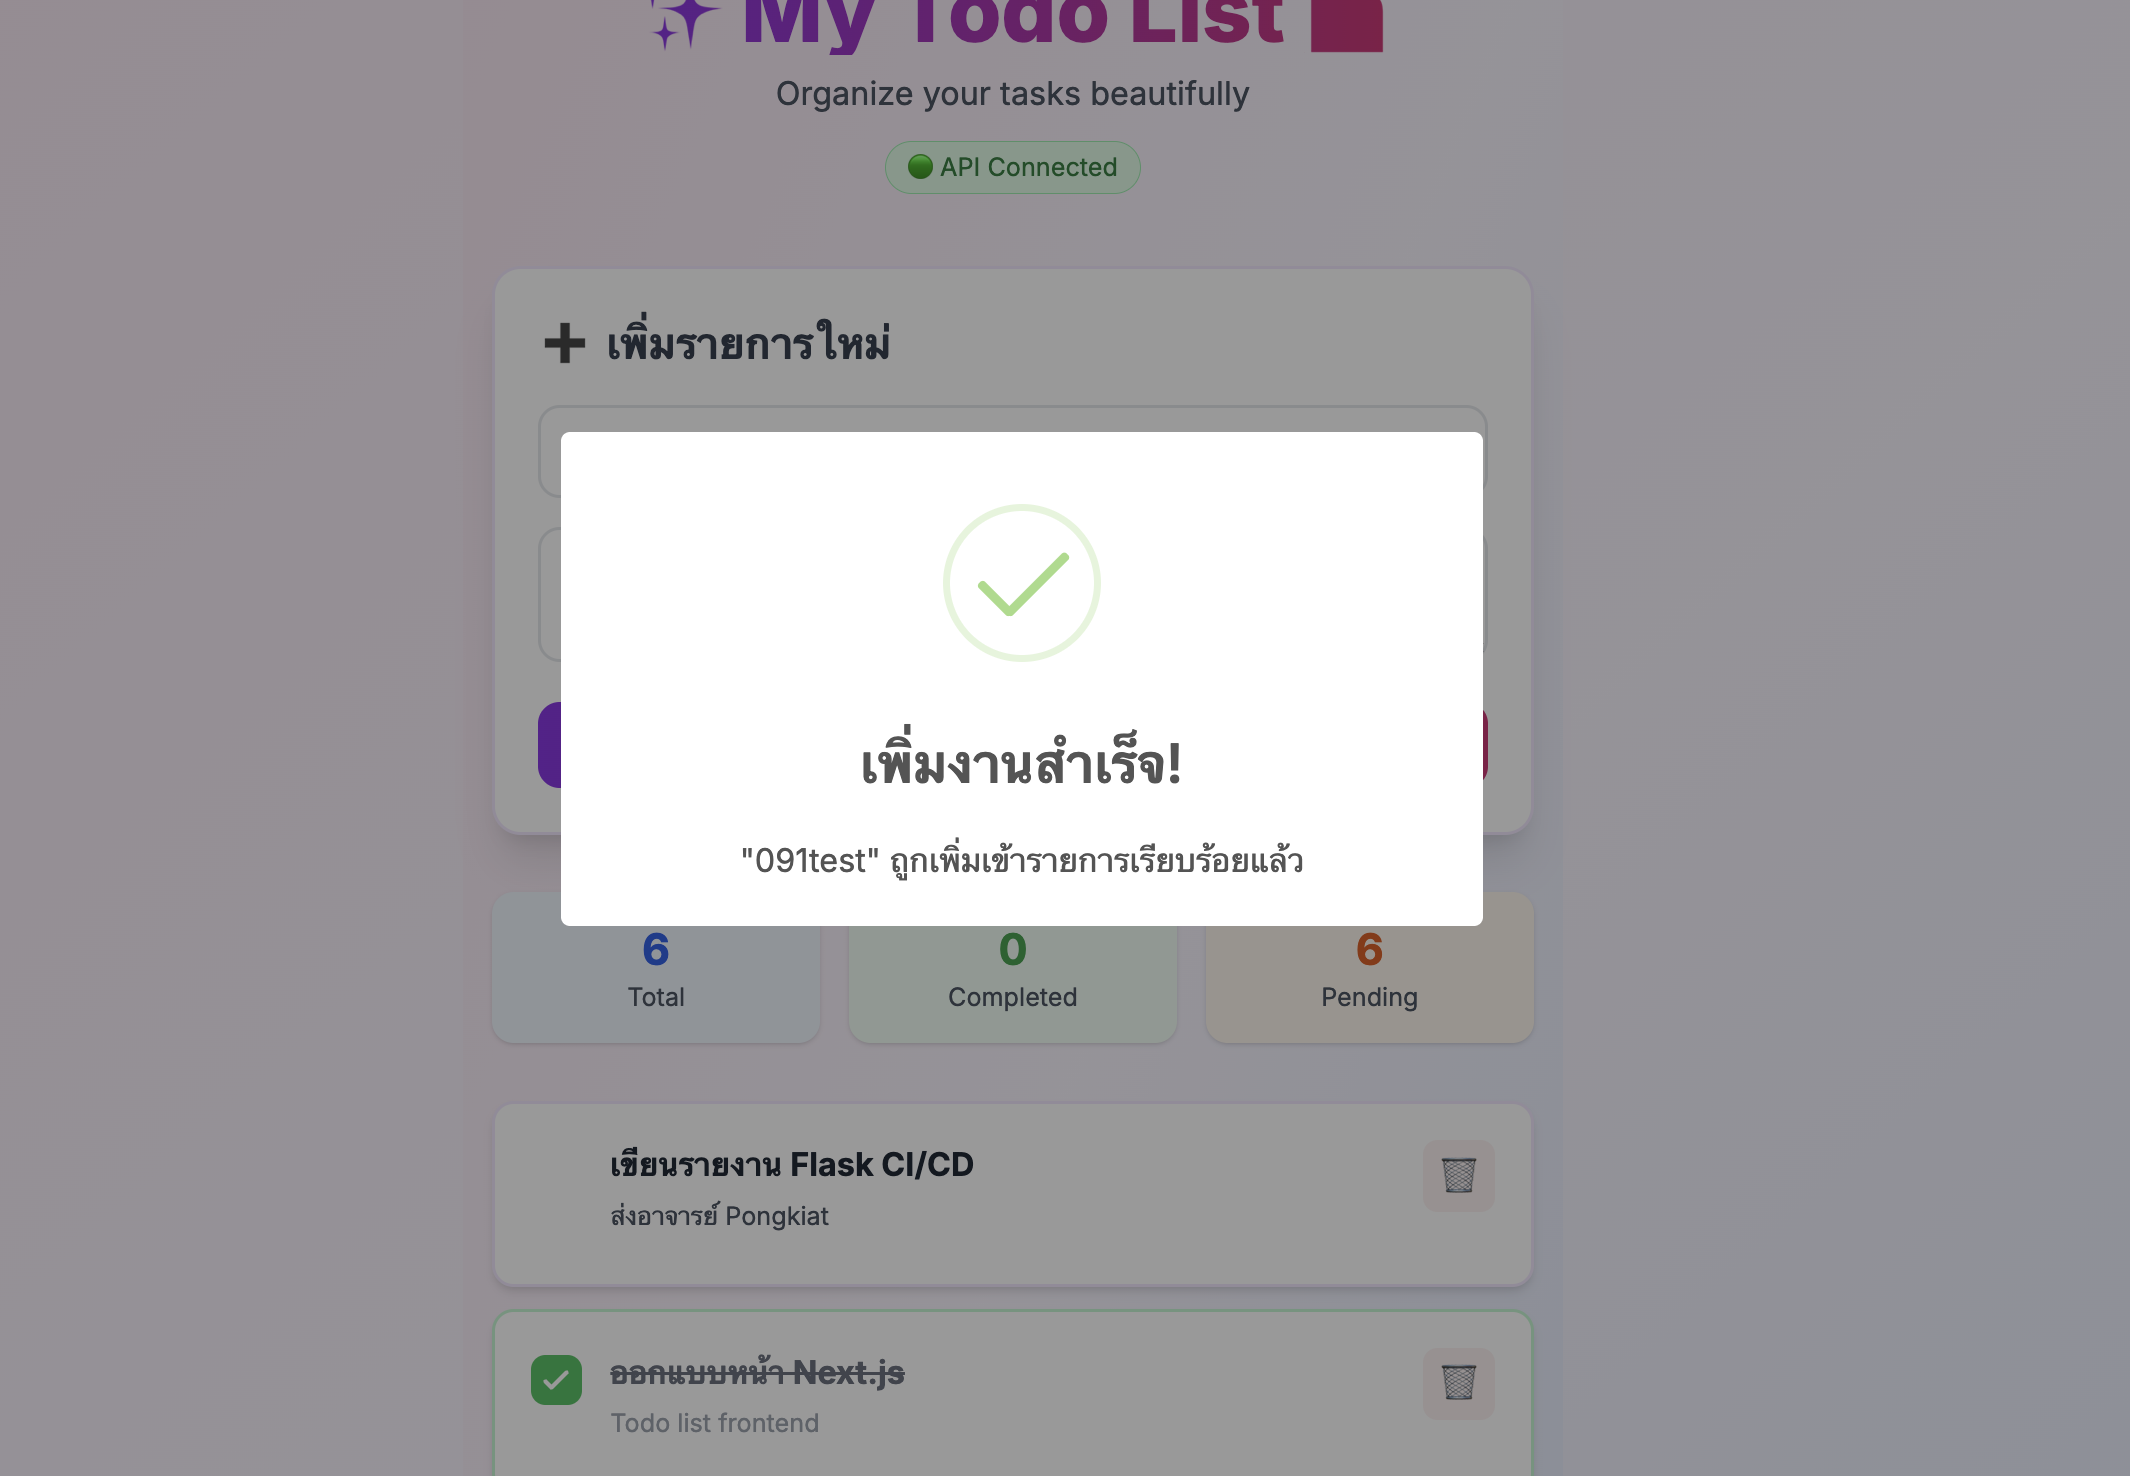 My Todo List
Organize your tasks beautifully
API Connected
เพิ่มรายการใหม่
เพิ่มงานสำเร็จ!
"091test" ถูกเพิ่มเข้ารายการเรียบร้อยแล้ว
6
Total
0
Completed
6
Pending
เขียนรายงาน Flask CI/CD
ส่งอาจารย์ Pongkiat
ออกแบบหน้า Next.js
Todo list frontend